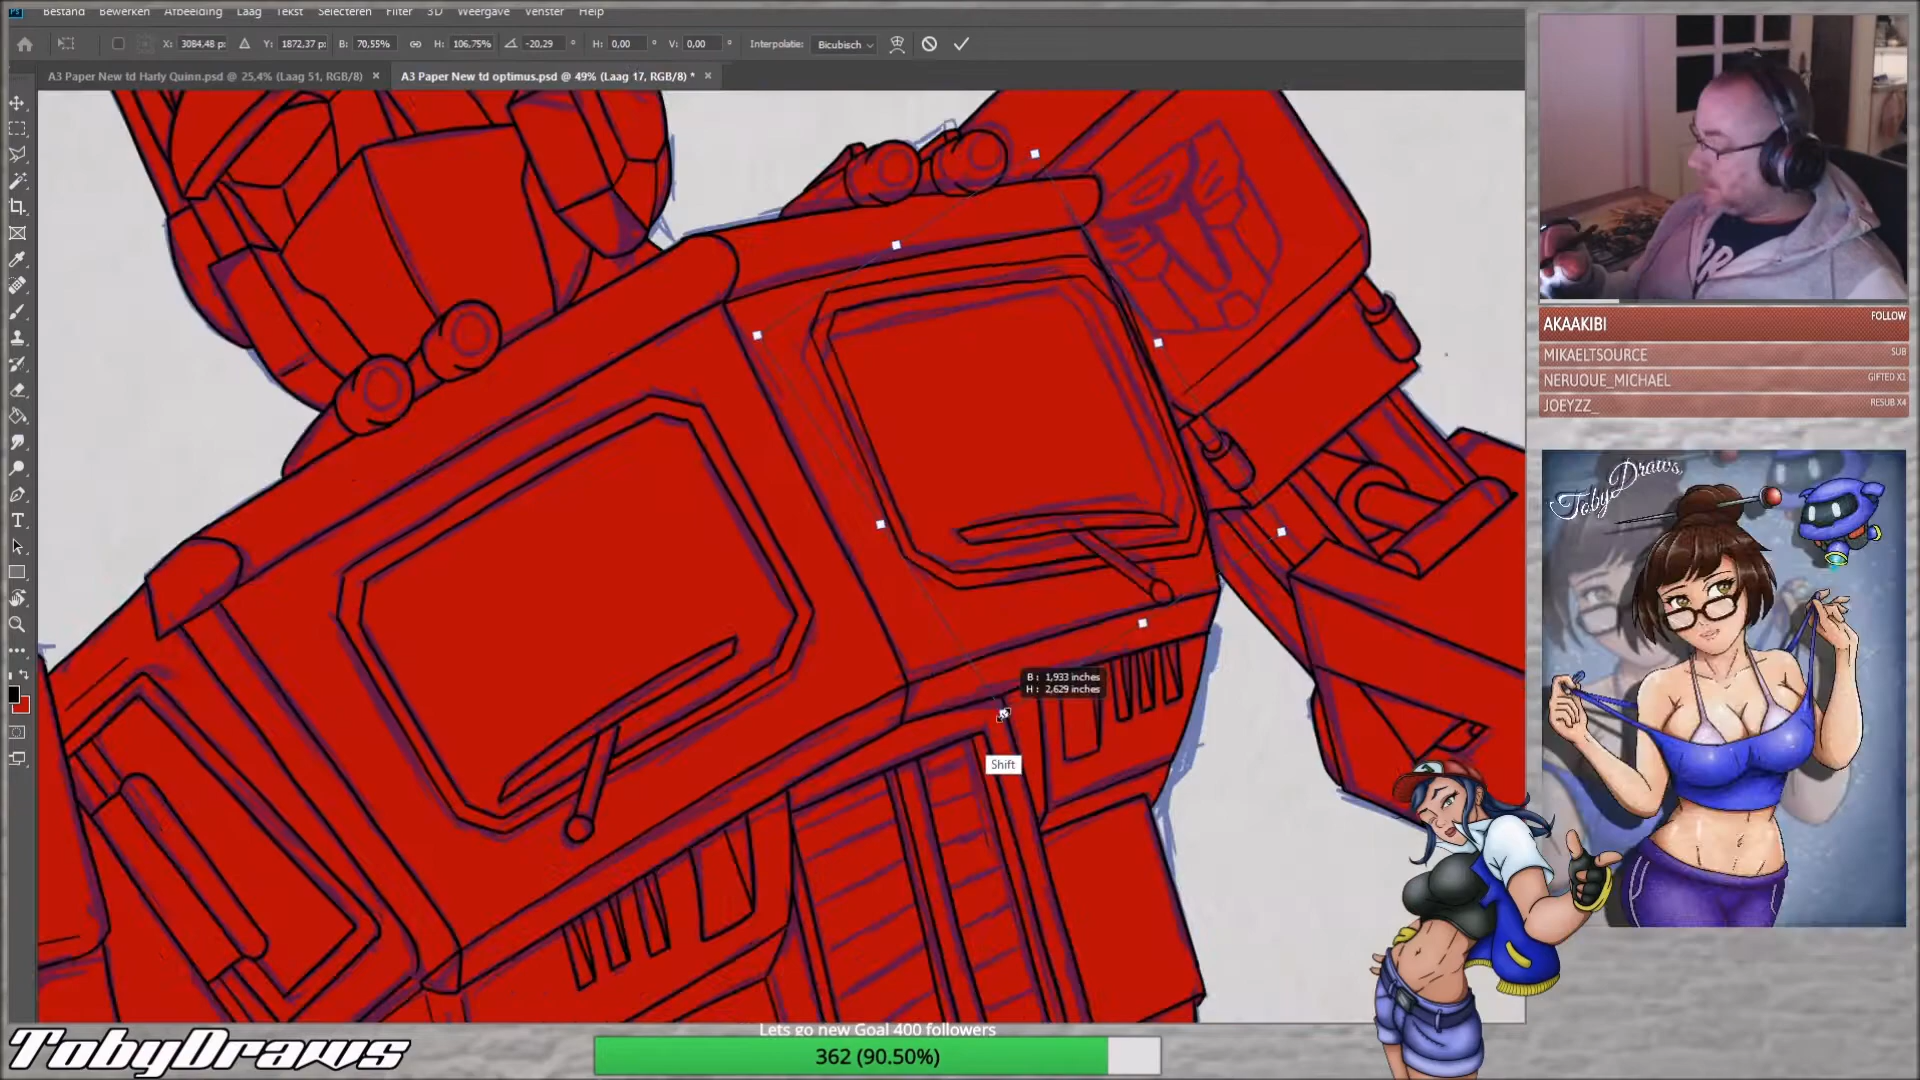 Ps Bestand Bewerken Afbeelding Laag Tekst Selecteren Filter 3D Weergave Venster Help
X: 3084,48 p: Y: 1872,37 p: B: 70,55% H: 106,75% -20,29 ° H: 0,00 ° V: 0,00 ° Interpolatie: Bicubisch
A3 Paper New td Harly Quinn.psd @ 25,4% (Laag 51, RGB/8) × A3 Paper New td optimus.psd @ 49% (Laag 17, RGB/8) * ×
AKAAKIBI FOLLOW
MIKAELTSOURCE SUB
NERUOUE_MICHAEL GIFTED X1
JOEYZZ_ RESUB X4
TobyDraws,
B: 1,933 inches
H: 2,629 inches
Shift
TobyDraws
Lets go new Goal 400 followers
362 (90.50%)